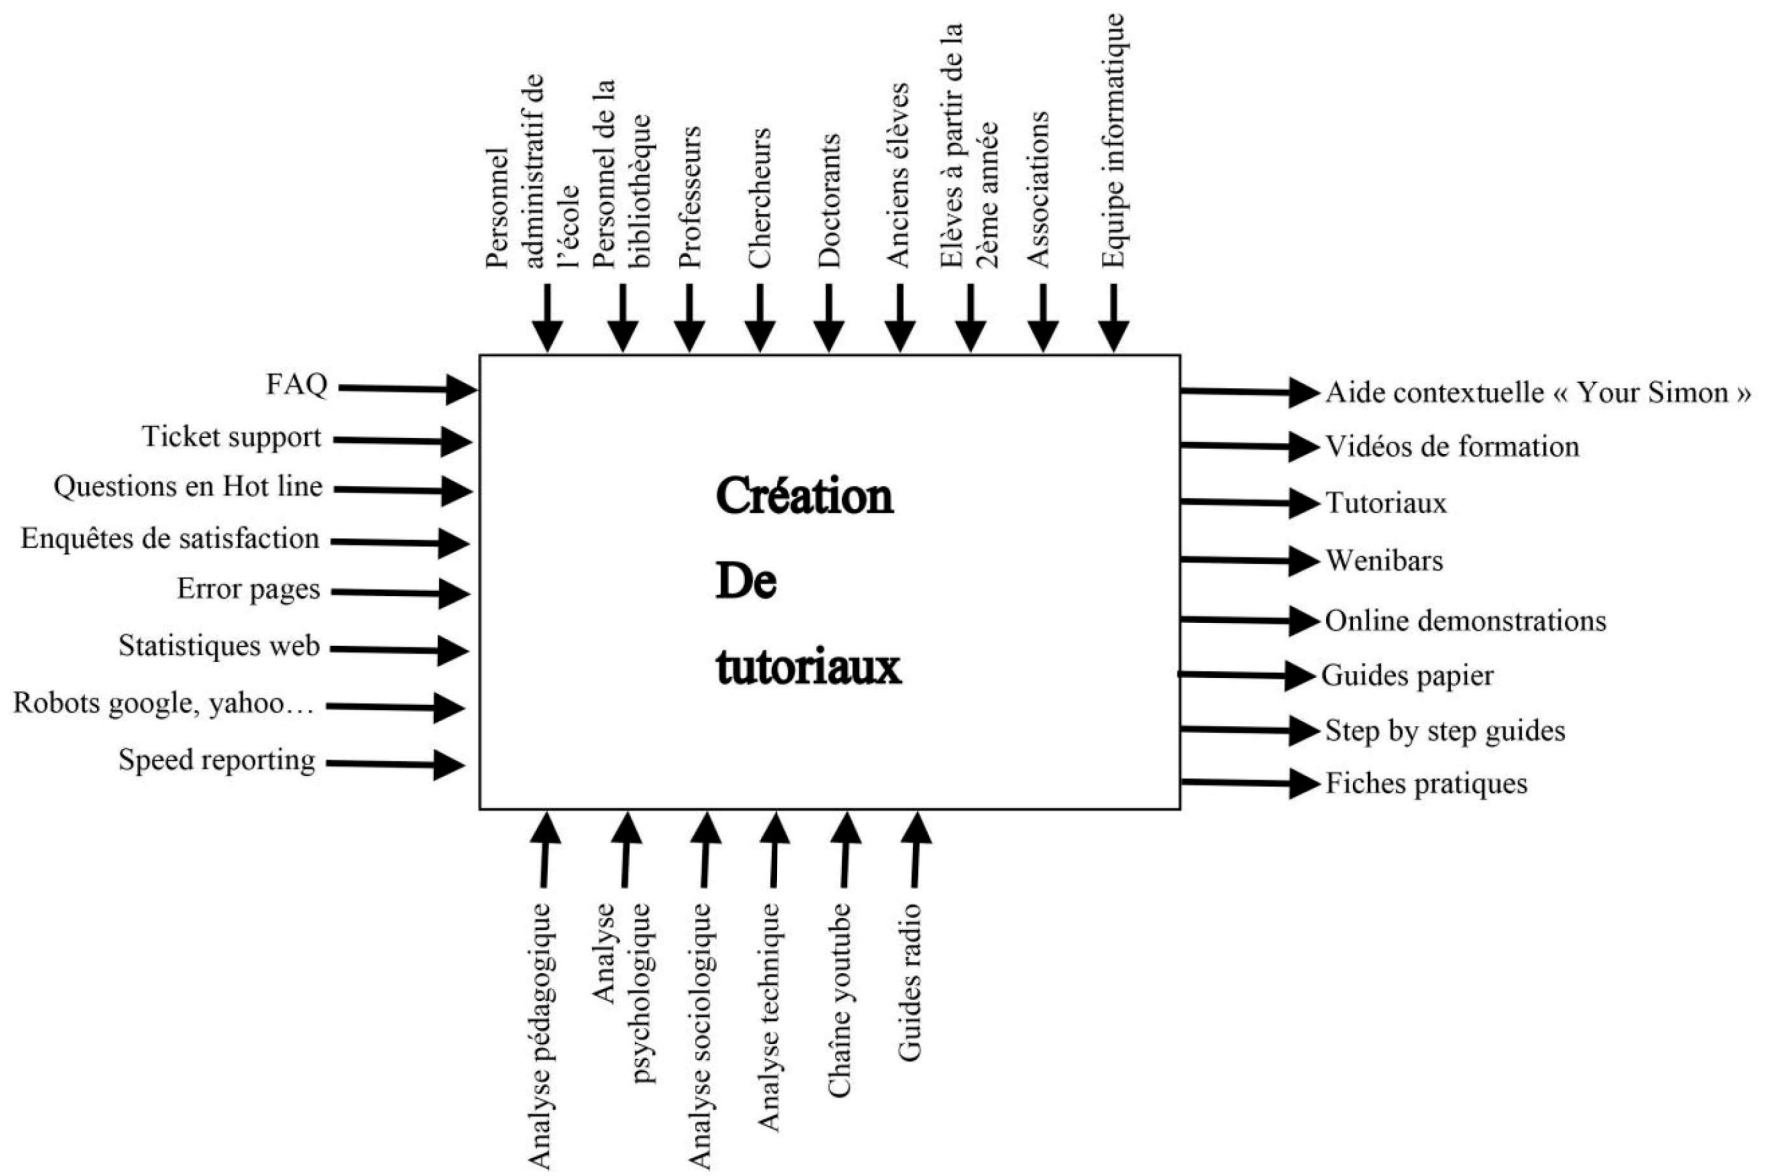 Personnel
administratif de
l'école
Personnel de la
bibliothèque
Professeurs
Chercheurs
Doctorants
Anciens élèves
Elèves à partir de la
2ème année
Associations
Equipe informatique
FAQ
Ticket support
Questions en Hot line
Enquêtes de satisfaction
Error pages
Statistiques web
Robots google, yahoo…
Speed reporting
Création
De
tutoriaux
Aide contextuelle « Your Simon »
Vidéos de formation
Tutoriaux
Wenibars
Online demonstrations
Guides papier
Step by step guides
Fiches pratiques
Analyse pédagogique
Analyse
psychologique
Analyse sociologique
Analyse technique
Chaîne youtube
Guides radio